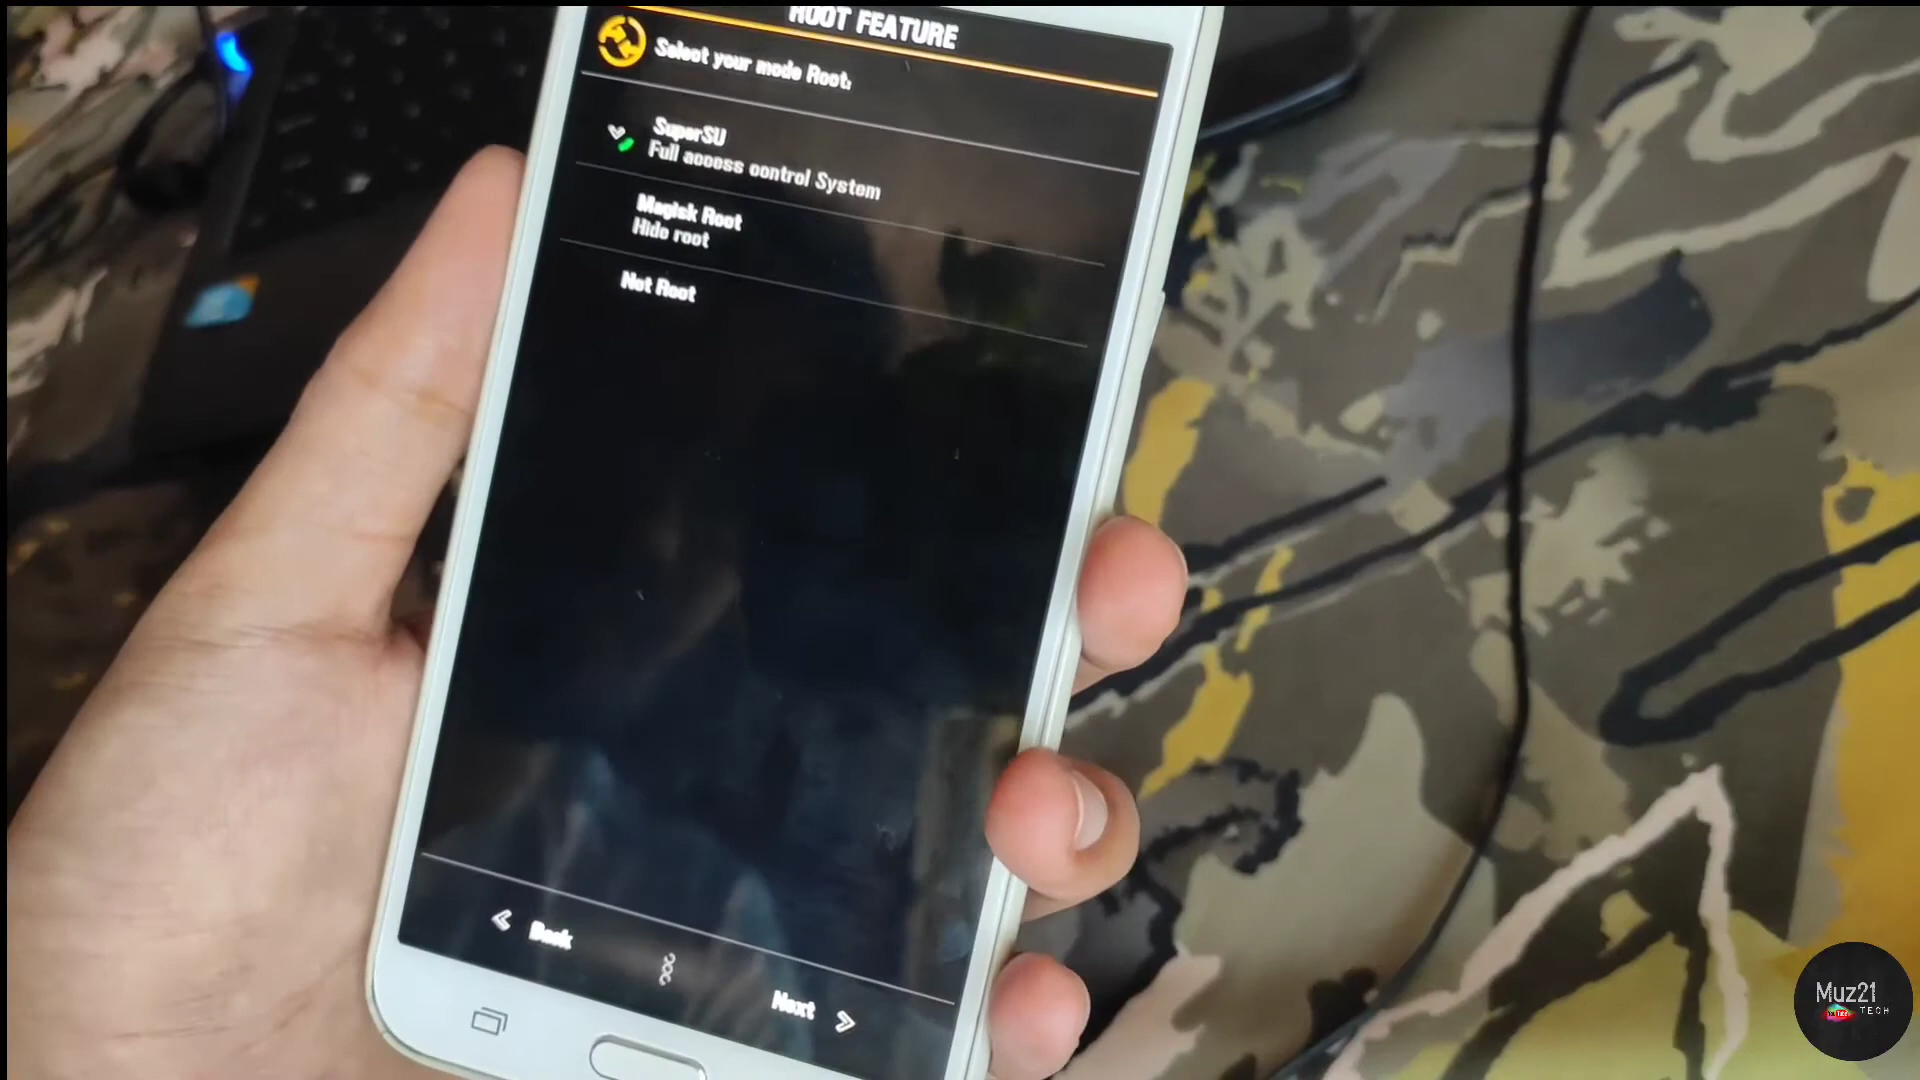 ROOT FEATURE
Select your mode Root:
SuperSU
Full access control System
Magisk Root
Hide root
Not Root
Back
Next
Muz21
YouTube
TECH